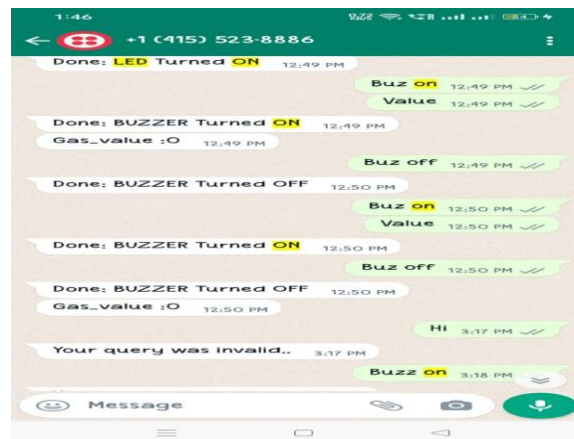 1:46
+1 (415) 523-8886
Done: LED Turned ON 12:49 PM
Buz on 12:49 PM
Value 12:49 PM
Done: BUZZER Turned ON 12:49 PM
Gas_value :0 12:49 PM
Buz off 12:49 PM
Done: BUZZER Turned OFF 12:50 PM
Buz on 12:50 PM
Value 12:50 PM
Done: BUZZER Turned ON 12:50 PM
Buz off 12:50 PM
Done: BUZZER Turned OFF 12:50 PM
Gas_value :0 12:50 PM
Hi 3:17 PM
Your query was invalid.. 3:17 PM
Buzz on 3:18 PM
Message